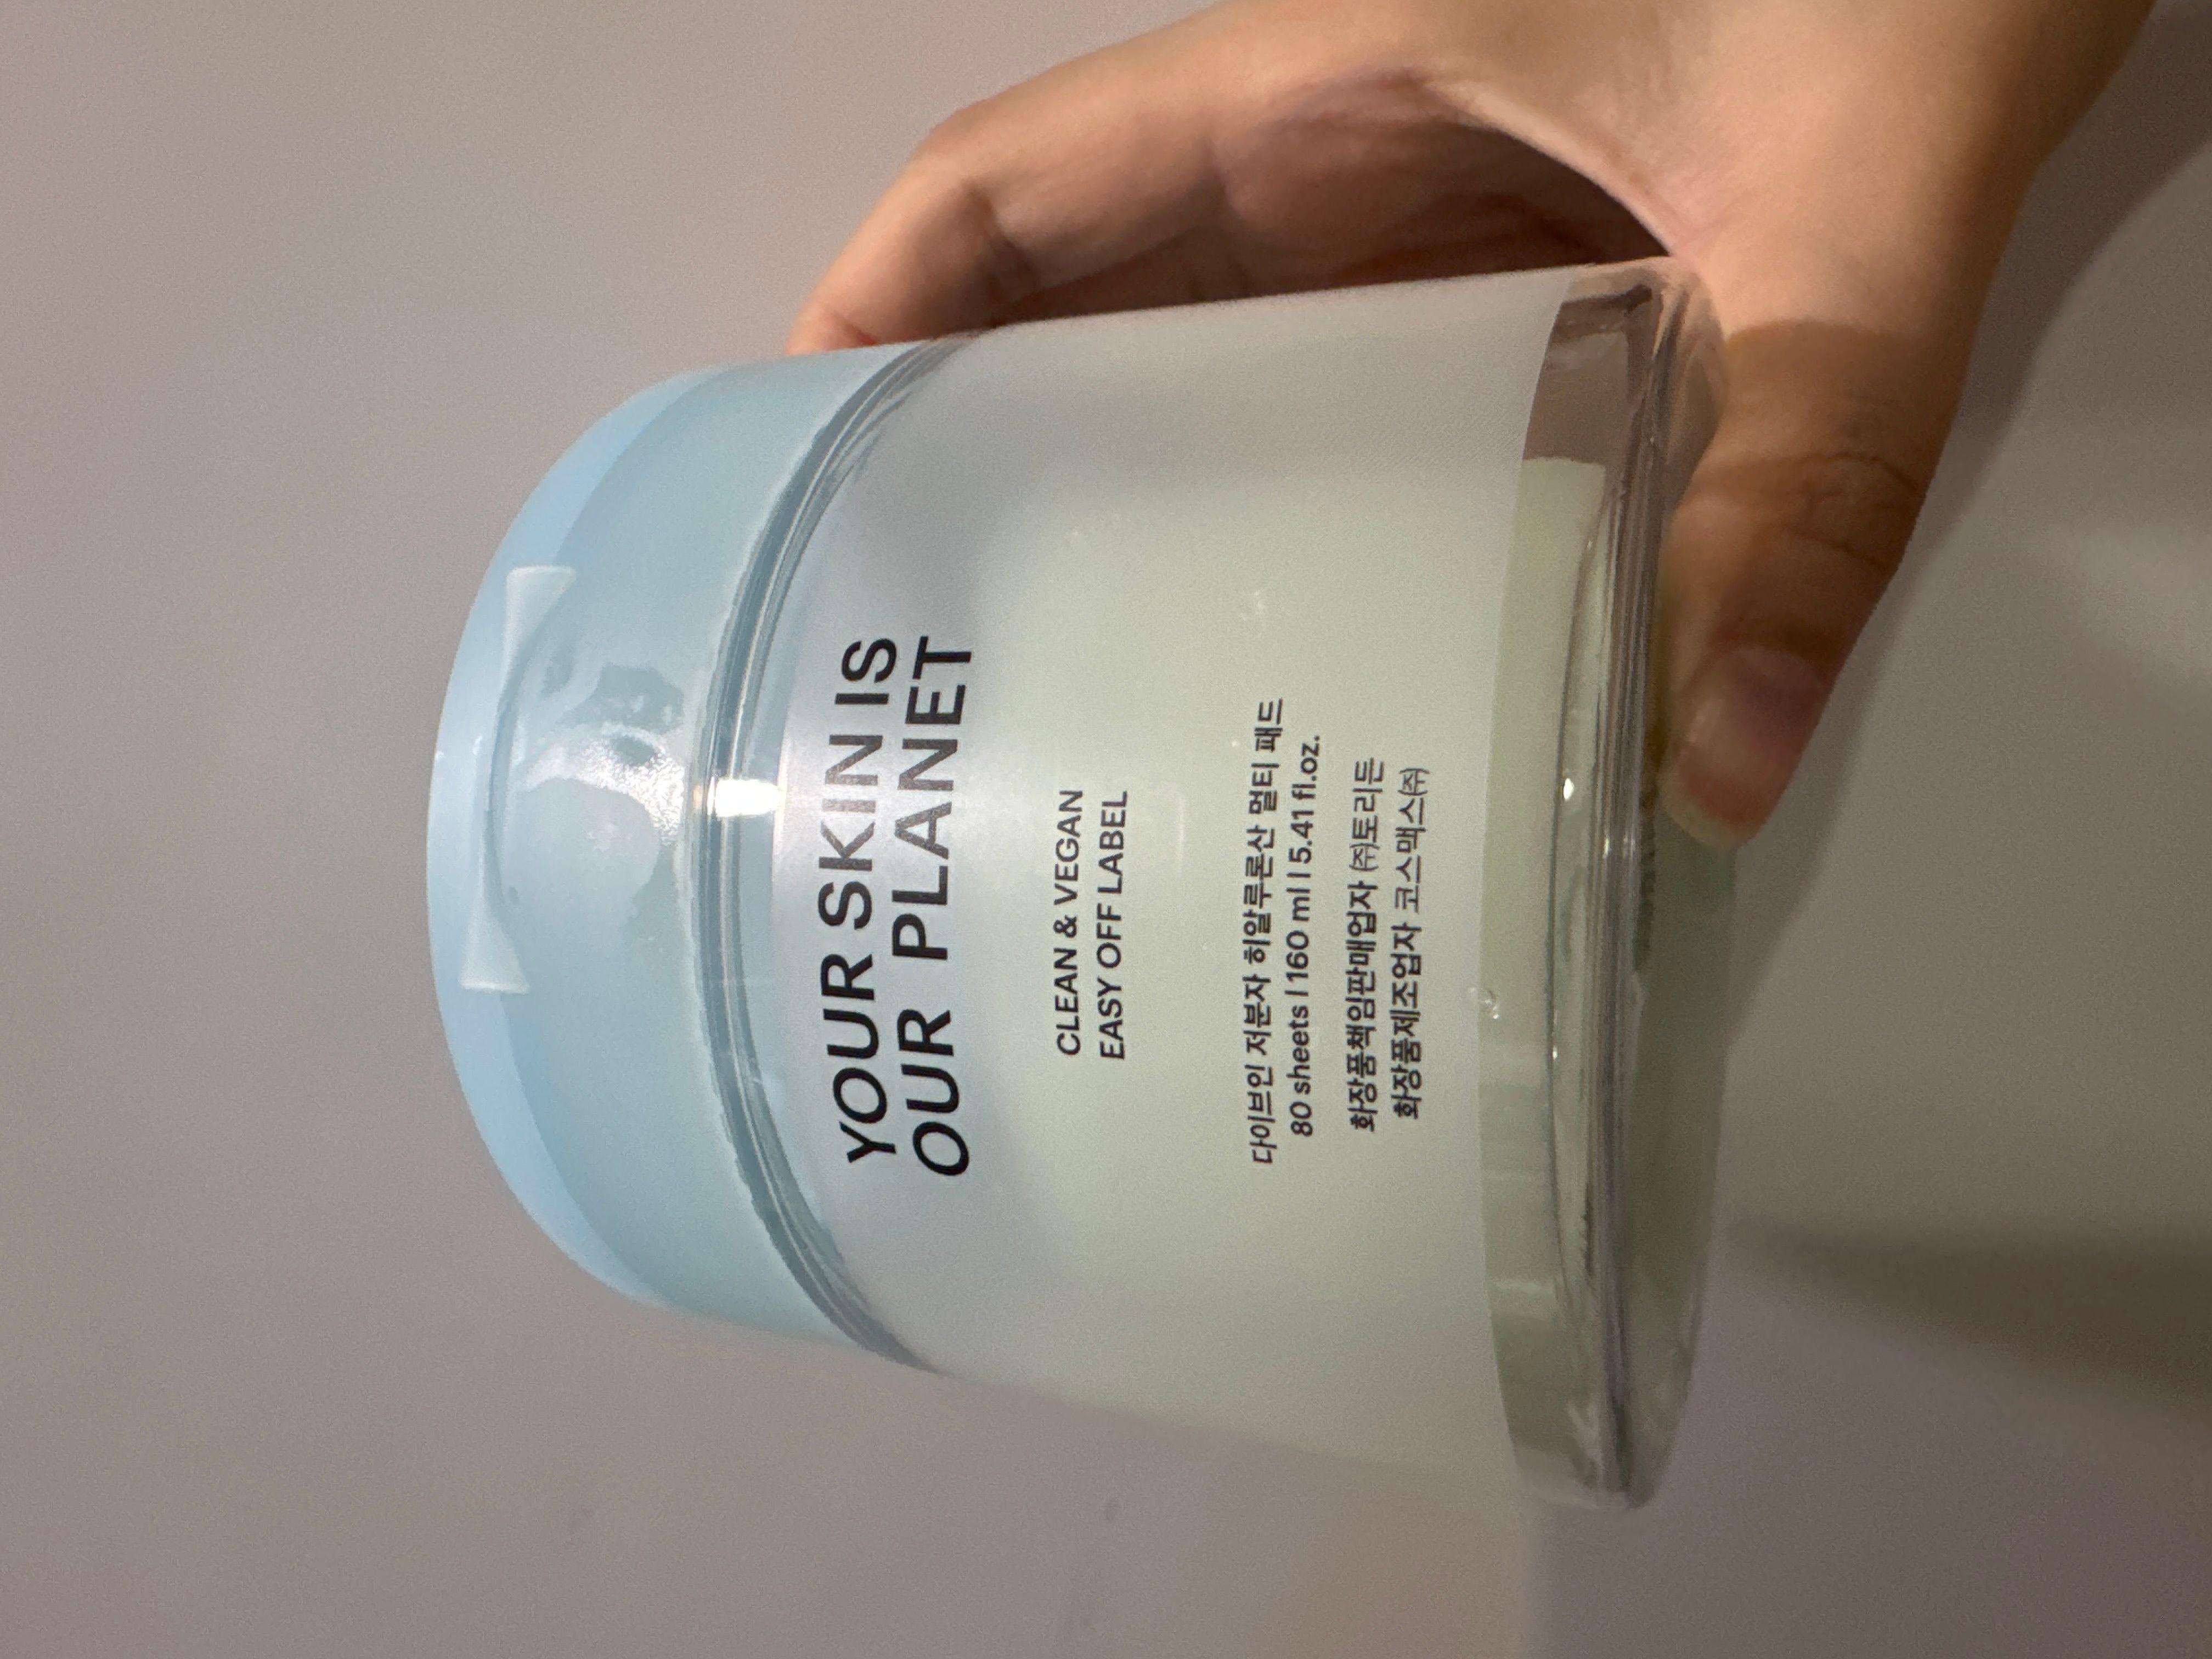 YOUR SKIN IS
OUR PLANET
CLEAN & VEGAN
EASY OFF LABEL
다이브인 저분자 히알루론산 멀티 패드
80 sheets | 160 ml | 5.41 fl.oz.
화장품책임판매업자 ㈜토리든
화장품제조업자 코스맥스㈜